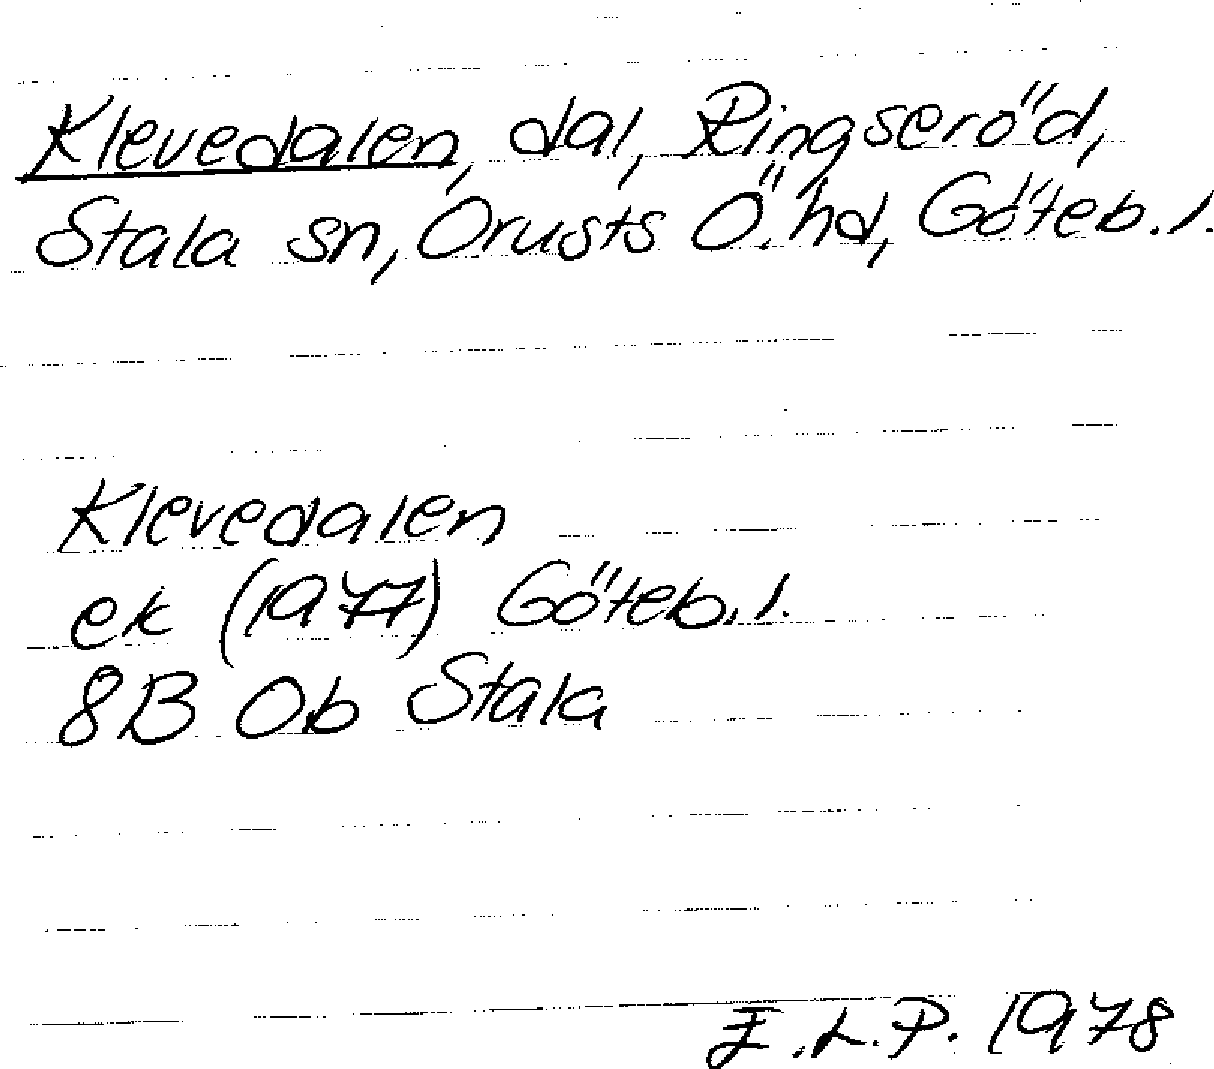 Klevedalen, dal, Ringseröd,
Stala sn, Orusts Ö. hd, Göteb. l.
Klevedalen
ek (1977) Göteb. l.
8B 0b Stala
E.L.P. 1978